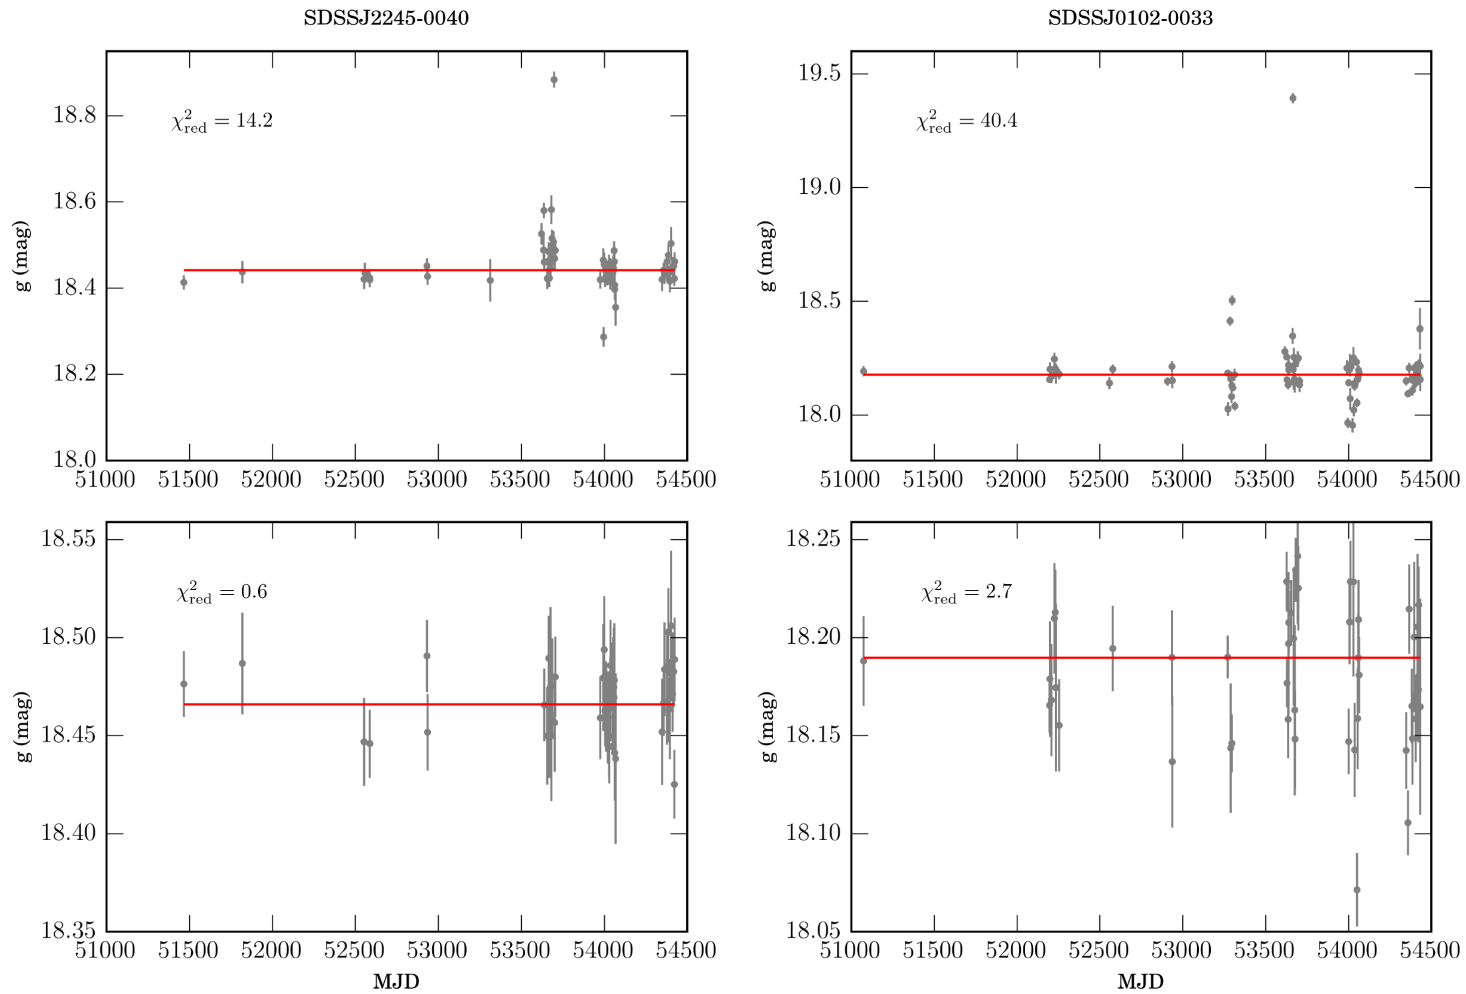 SDSSJ2245-0040
SDSSJ0102-0033
18.8
18.6
18.4
18.2
18.0
g (mag)
χ²red = 14.2
51000 51500 52000 52500 53000 53500 54000 54500
19.5
19.0
18.5
18.0
g (mag)
χ²red = 40.4
51000 51500 52000 52500 53000 53500 54000 54500
18.55
18.50
18.45
18.40
18.35
g (mag)
χ²red = 0.6
51000 51500 52000 52500 53000 53500 54000 54500
MJD
18.25
18.20
18.15
18.10
18.05
g (mag)
χ²red = 2.7
51000 51500 52000 52500 53000 53500 54000 54500
MJD